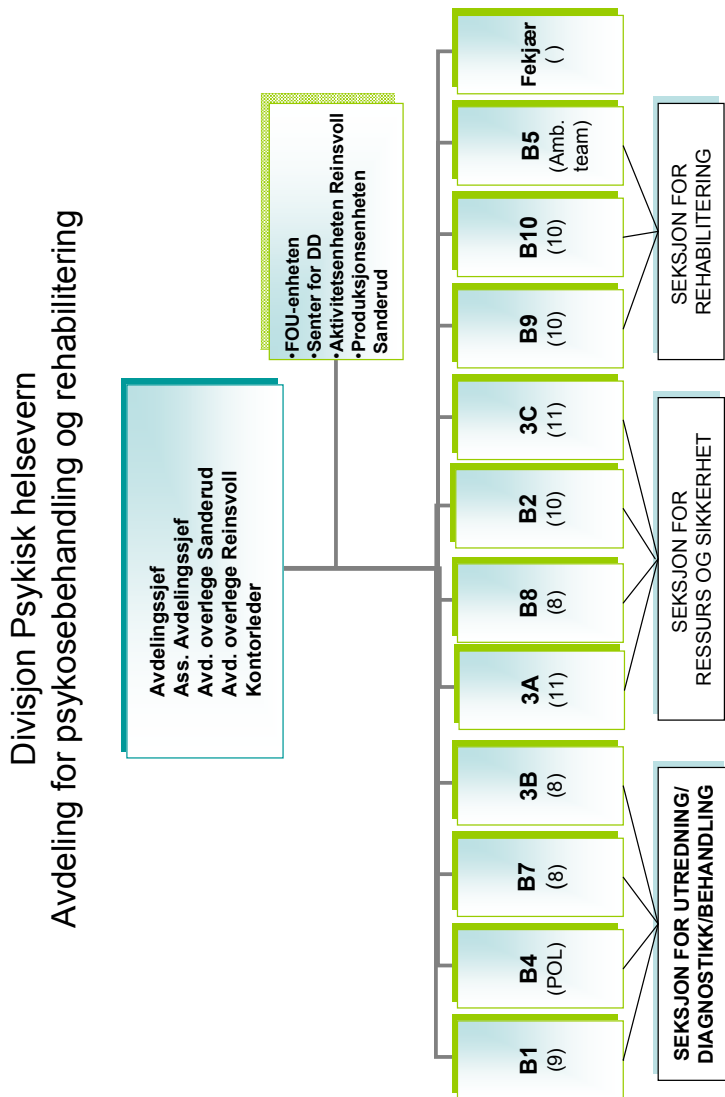 Divisjon Psykisk helsevern
Avdeling for psykosebehandling og rehabilitering
Avdelingssjef
Ass. Avdelingssjef
Avd. overlege Sanderud
Avd. overlege Reinsvoll
Kontorleder
•FOU-enheten
•Senter for DD
•Aktivitetsenheten Reinsvoll
•Produksjonsenheten
Sanderud
B1
(9)
B4
(POL)
B7
(8)
3B
(8)
3A
(11)
B8
(8)
B2
(10)
3C
(11)
B9
(10)
B10
(10)
B5
(Amb.
team)
Fekjær
( )
SEKSJON FOR UTREDNING/
DIAGNOSTIKK/BEHANDLING
SEKSJON FOR
RESSURS OG SIKKERHET
SEKSJON FOR
REHABILITERING